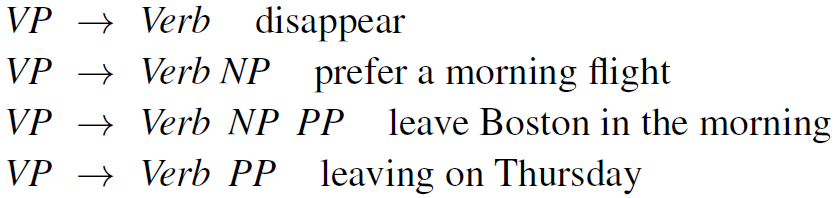 VP → Verb disappear
VP → Verb NP prefer a morning flight
VP → Verb NP PP leave Boston in the morning
VP → Verb PP leaving on Thursday